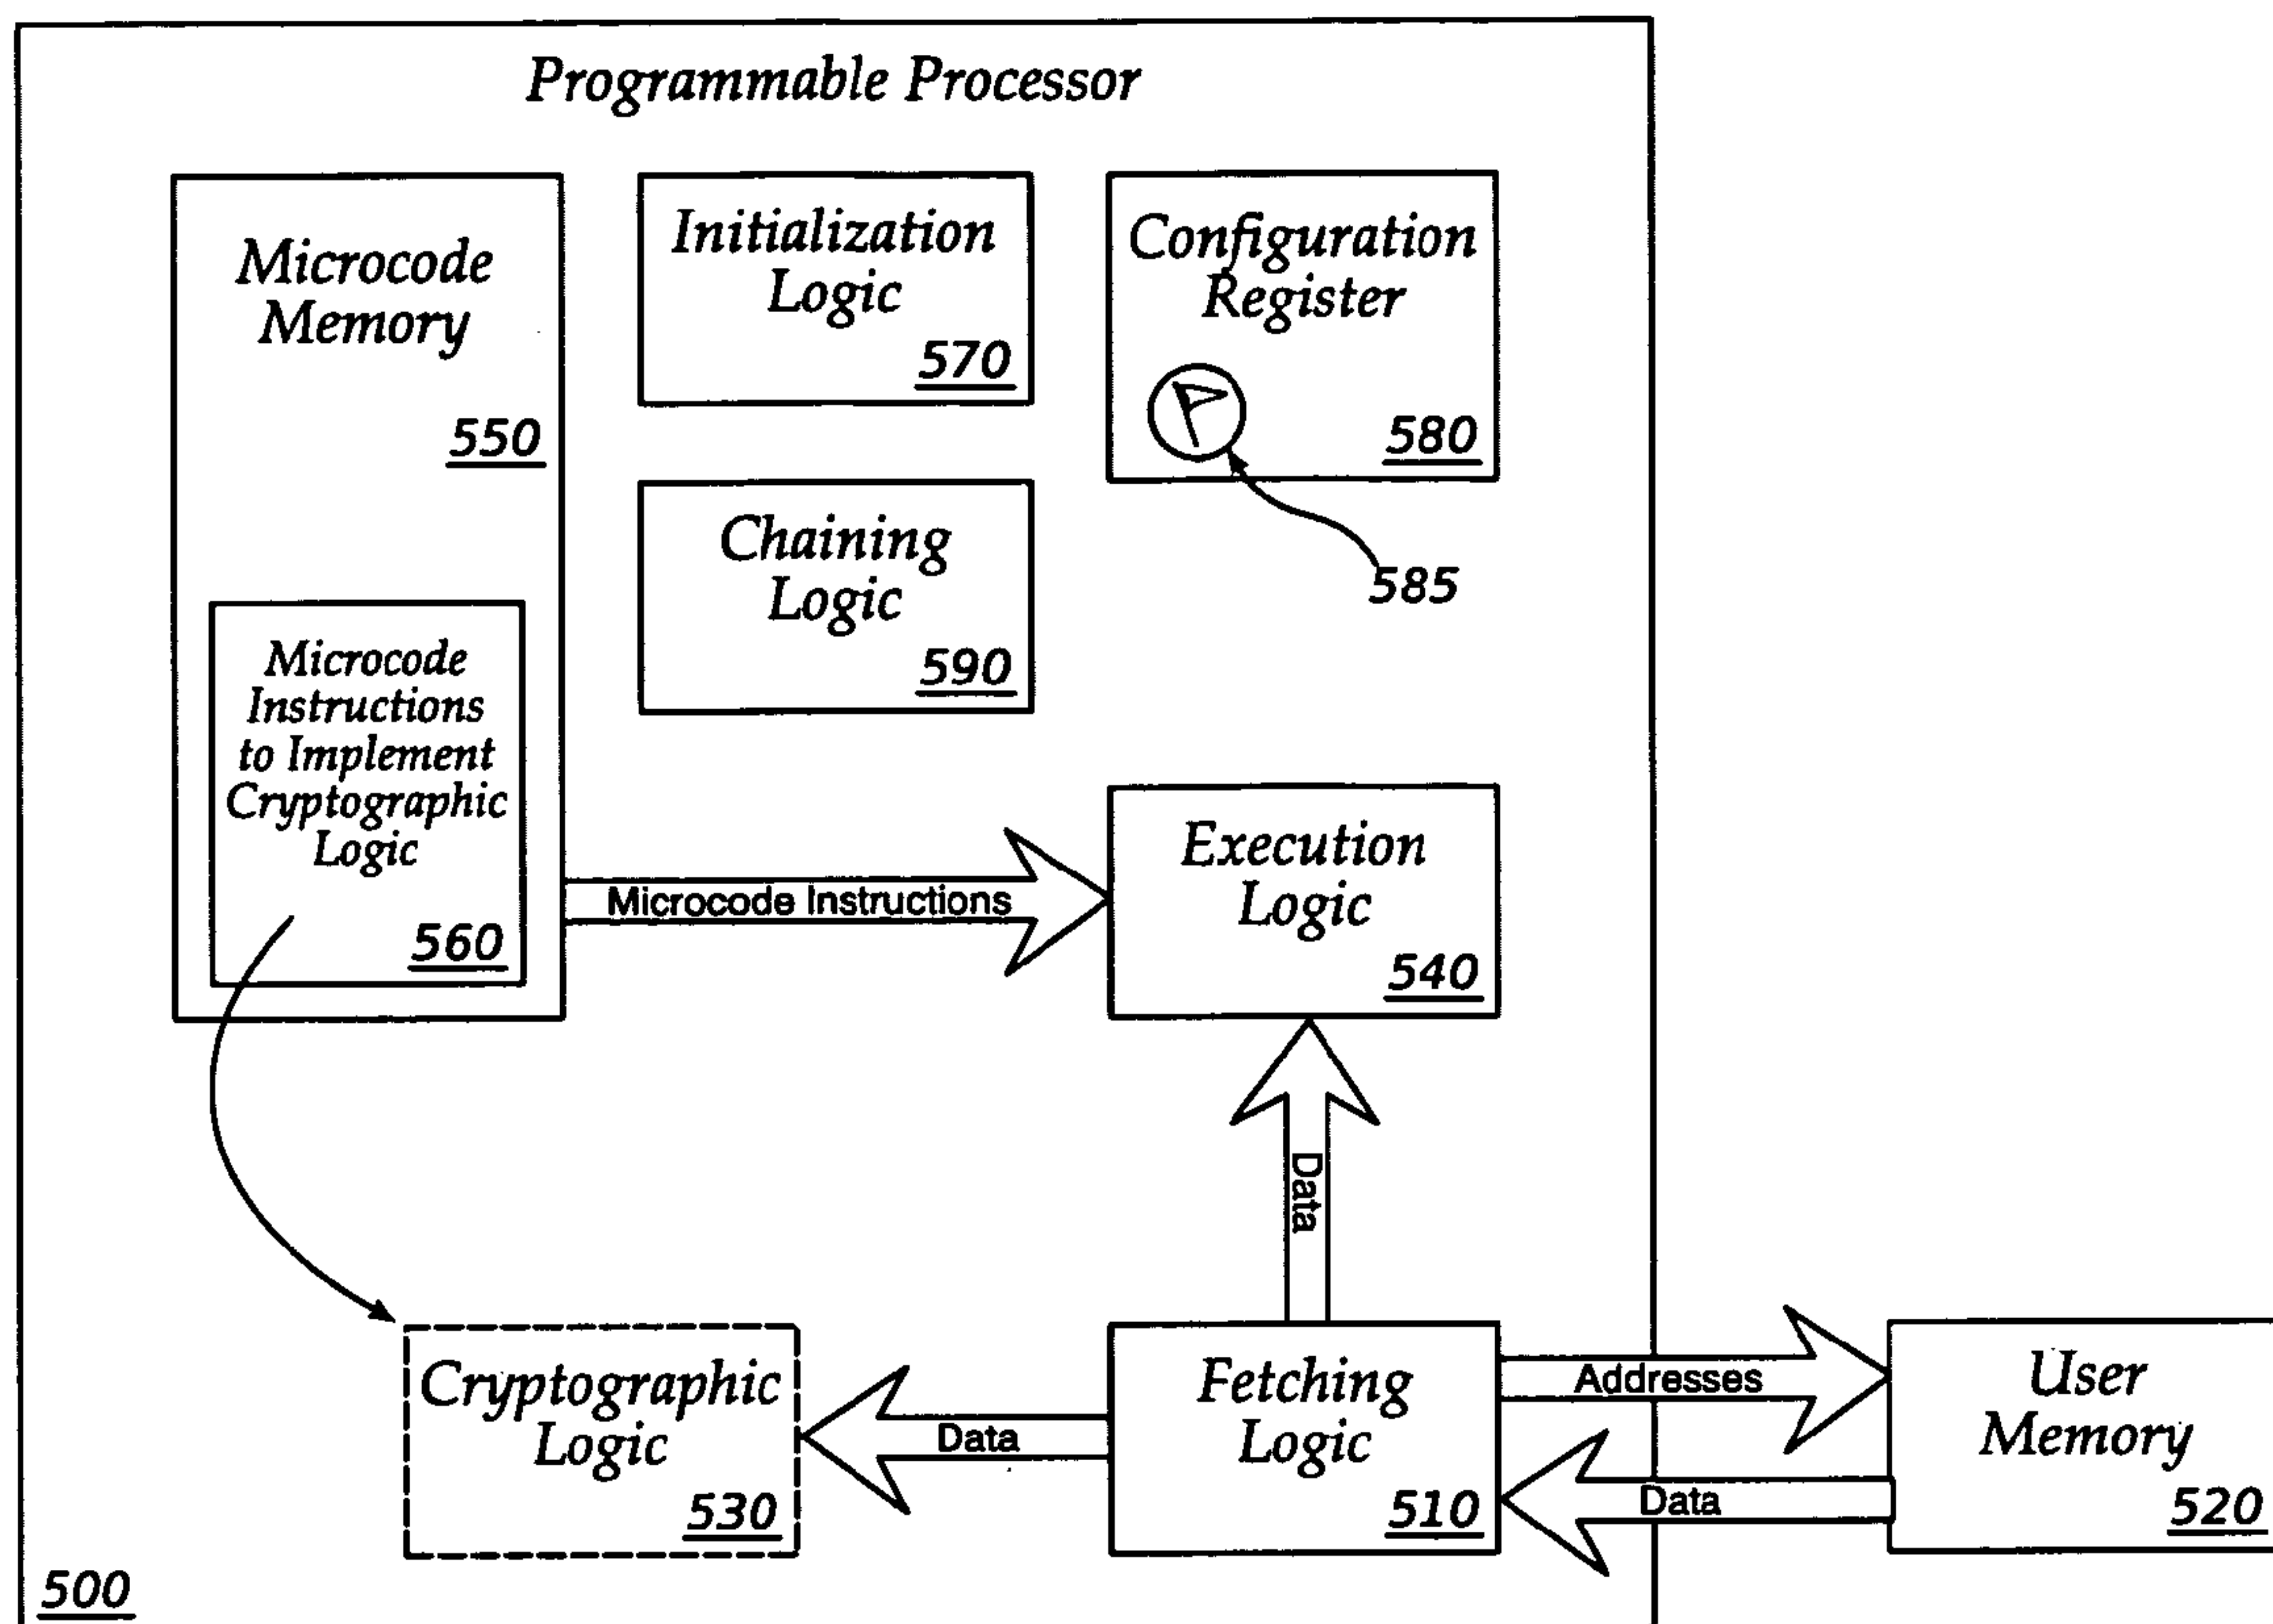 Programmable Processor
Microcode
Memory
550
Microcode
Instructions
to Implement
Cryptographic
Logic
560
Initialization
Logic
570
Configuration
Register
580
585
Chaining
Logic
590
Microcode Instructions
Execution
Logic
540
Data
Cryptographic
Logic
530
Data
Fetching
Logic
510
Addresses
Data
User
Memory
520
500